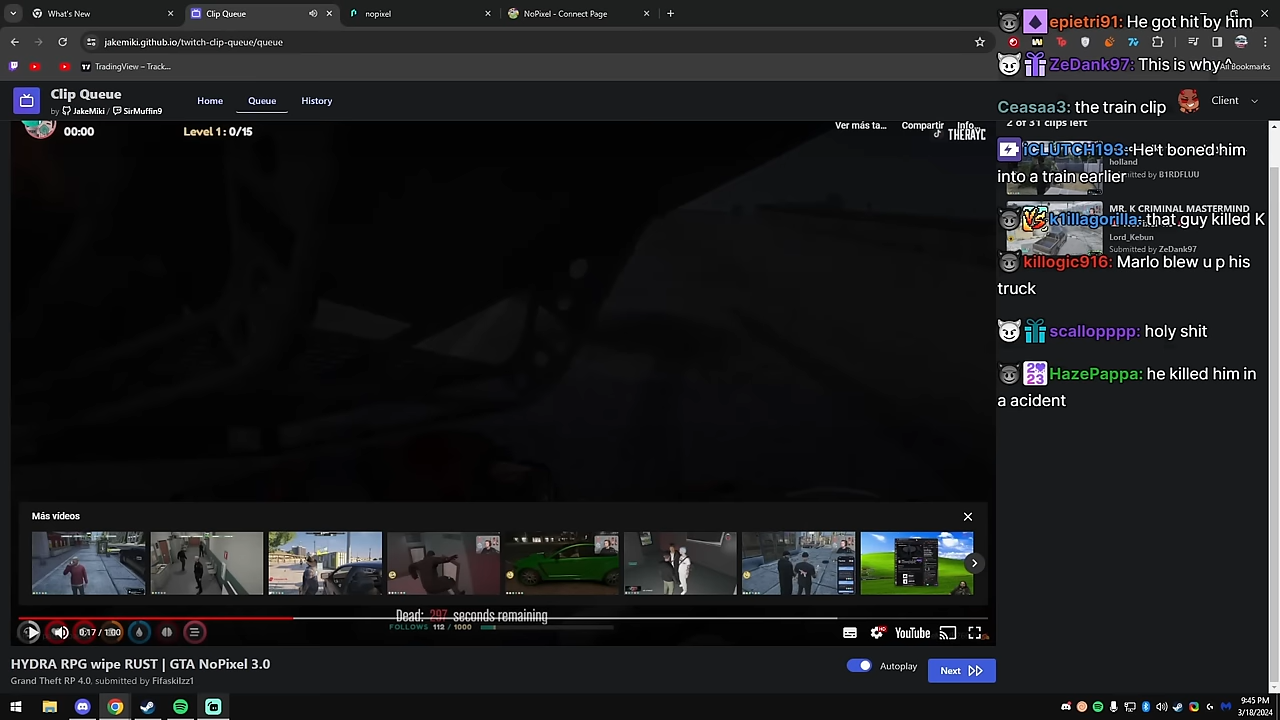 What's New
Clip Queue
nopixel
NoPixel - Connect Page
jakemiki.github.io/twitch-clip-queue/queue
TradingView – Track...
All Bookmarks
Clip Queue
by JakeMiki / SirMuffin9
Home
Queue
History
Client
epietri91: He got hit by him
ZeDank97: This is why ^
Ceasaa3: the train clip
2 of 31 clips left
iCLUTCH193: He't boned him
into a train earlier
holland
Submitted by B1RDFLUU
MR. K CRIMINAL MASTERMIND
k1llagorilla: that guy killed K
Lord_Kebun
Submitted by ZeDank97
killogic916: Marlo blew u p his
truck
scallopppp: holy shit
HazePappa: he killed him in
a acident
00:00
Level 1 : 0/15
Ver más ta...
Compartir
Info...
THERAYC
Más vídeos
Dead: 297 seconds remaining
FOLLOWS 112 / 1000
0:17 / 1:00
YouTube
HYDRA RPG wipe RUST | GTA NoPixel 3.0
Grand Theft RP 4.0, submitted by Fifaskilzz1
Autoplay
Next
9:45 PM
3/18/2024